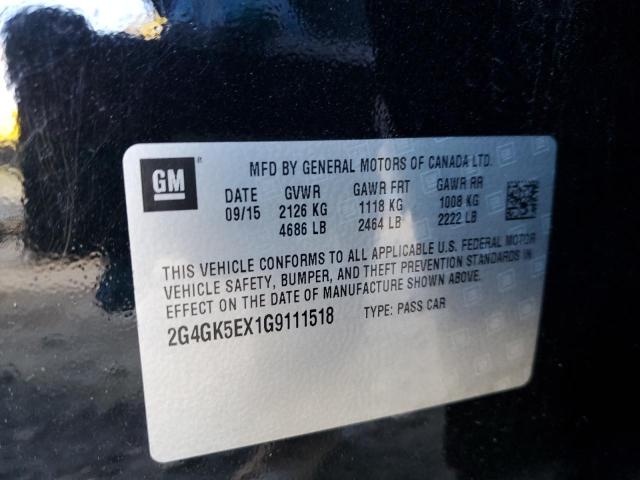 GM
MFD BY GENERAL MOTORS OF CANADA LTD.
DATE GVWR GAWR FRT GAWR RR
09/15 2126 KG 1118 KG 1008 KG
4686 LB 2464 LB 2222 LB
THIS VEHICLE CONFORMS TO ALL APPLICABLE U.S. FEDERAL MOTOR
VEHICLE SAFETY, BUMPER, AND THEFT PREVENTION STANDARDS IN
EFFECT ON THE DATE OF MANUFACTURE SHOWN ABOVE.
2G4GK5EX1G9111518 TYPE: PASS CAR